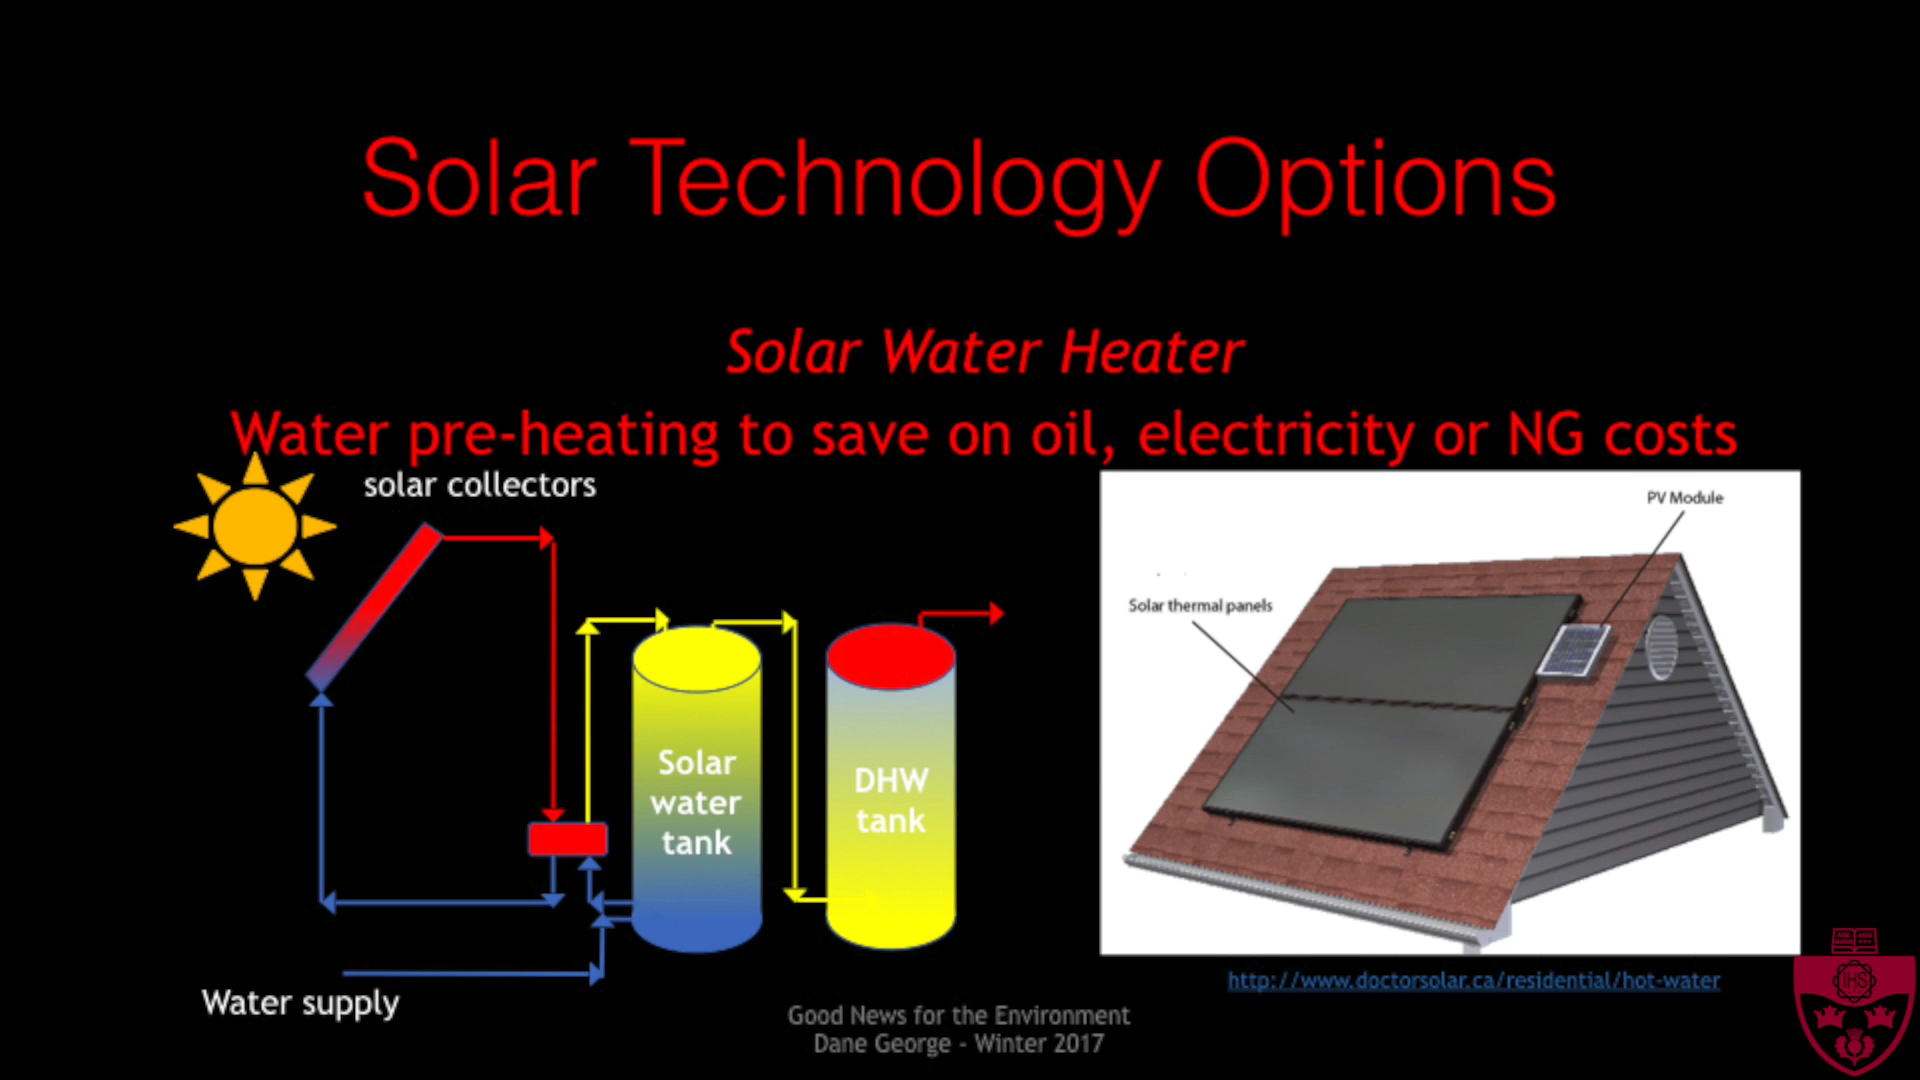 Solar Technology Options
Solar Water Heater
Water pre-heating to save on oil, electricity or NG costs
solar collectors
PV Module
Solar thermal panels
Solar
water
tank
DHW
tank
Water supply
http://www.doctorsolar.ca/residential/hot-water
Good News for the Environment
Dane George - Winter 2017
IHS